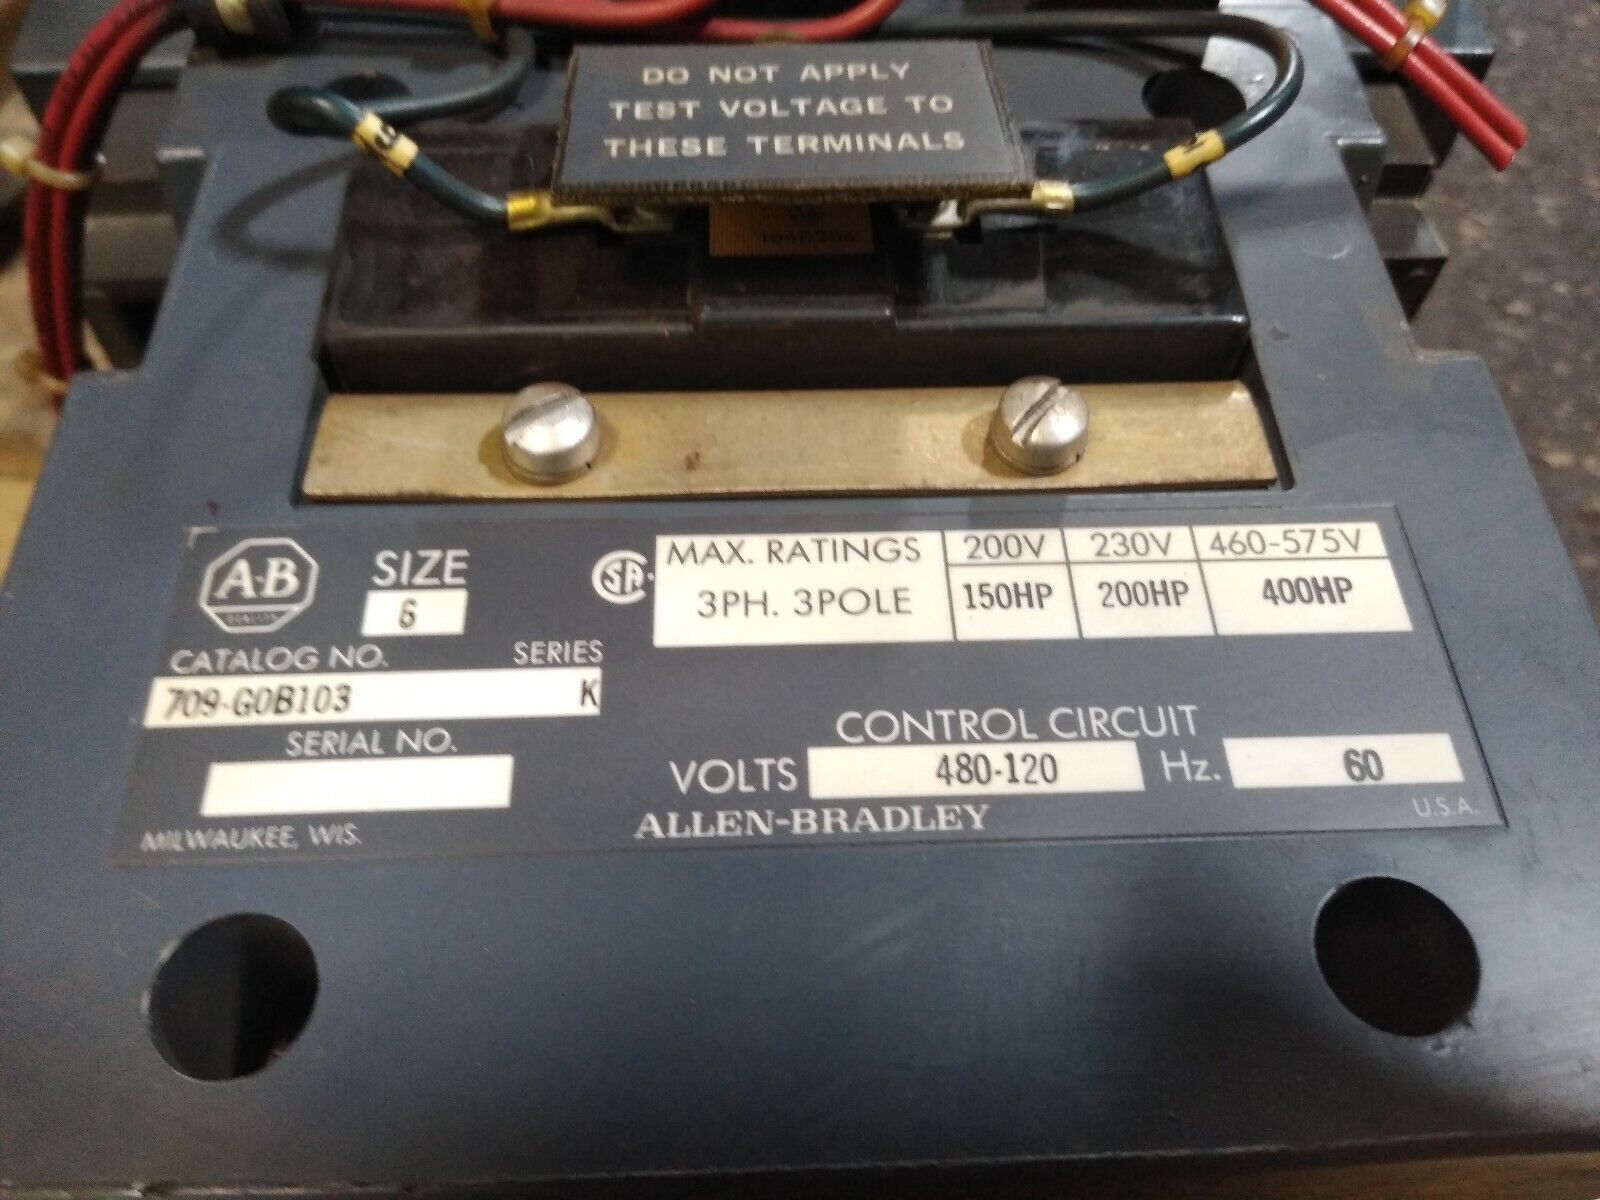 DO NOT APPLY
TEST VOLTAGE TO
THESE TERMINALS
A-B
SIZE
6
MAX. RATINGS 200V 230V 460-575V
3PH. 3POLE 150HP 200HP 400HP
CATALOG NO. SERIES
709-G0B103 K
SERIAL NO.
CONTROL CIRCUIT
VOLTS 480-120 Hz. 60
ALLEN-BRADLEY
MILWAUKEE, WIS.
U.S.A.